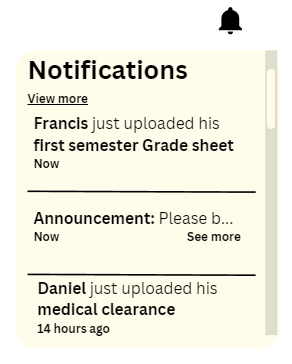 Notifications
View more
Francis just uploaded his
first semester Grade sheet
Now
Announcement: Please b...
Now See more
Daniel just uploaded his
medical clearance
14 hours ago